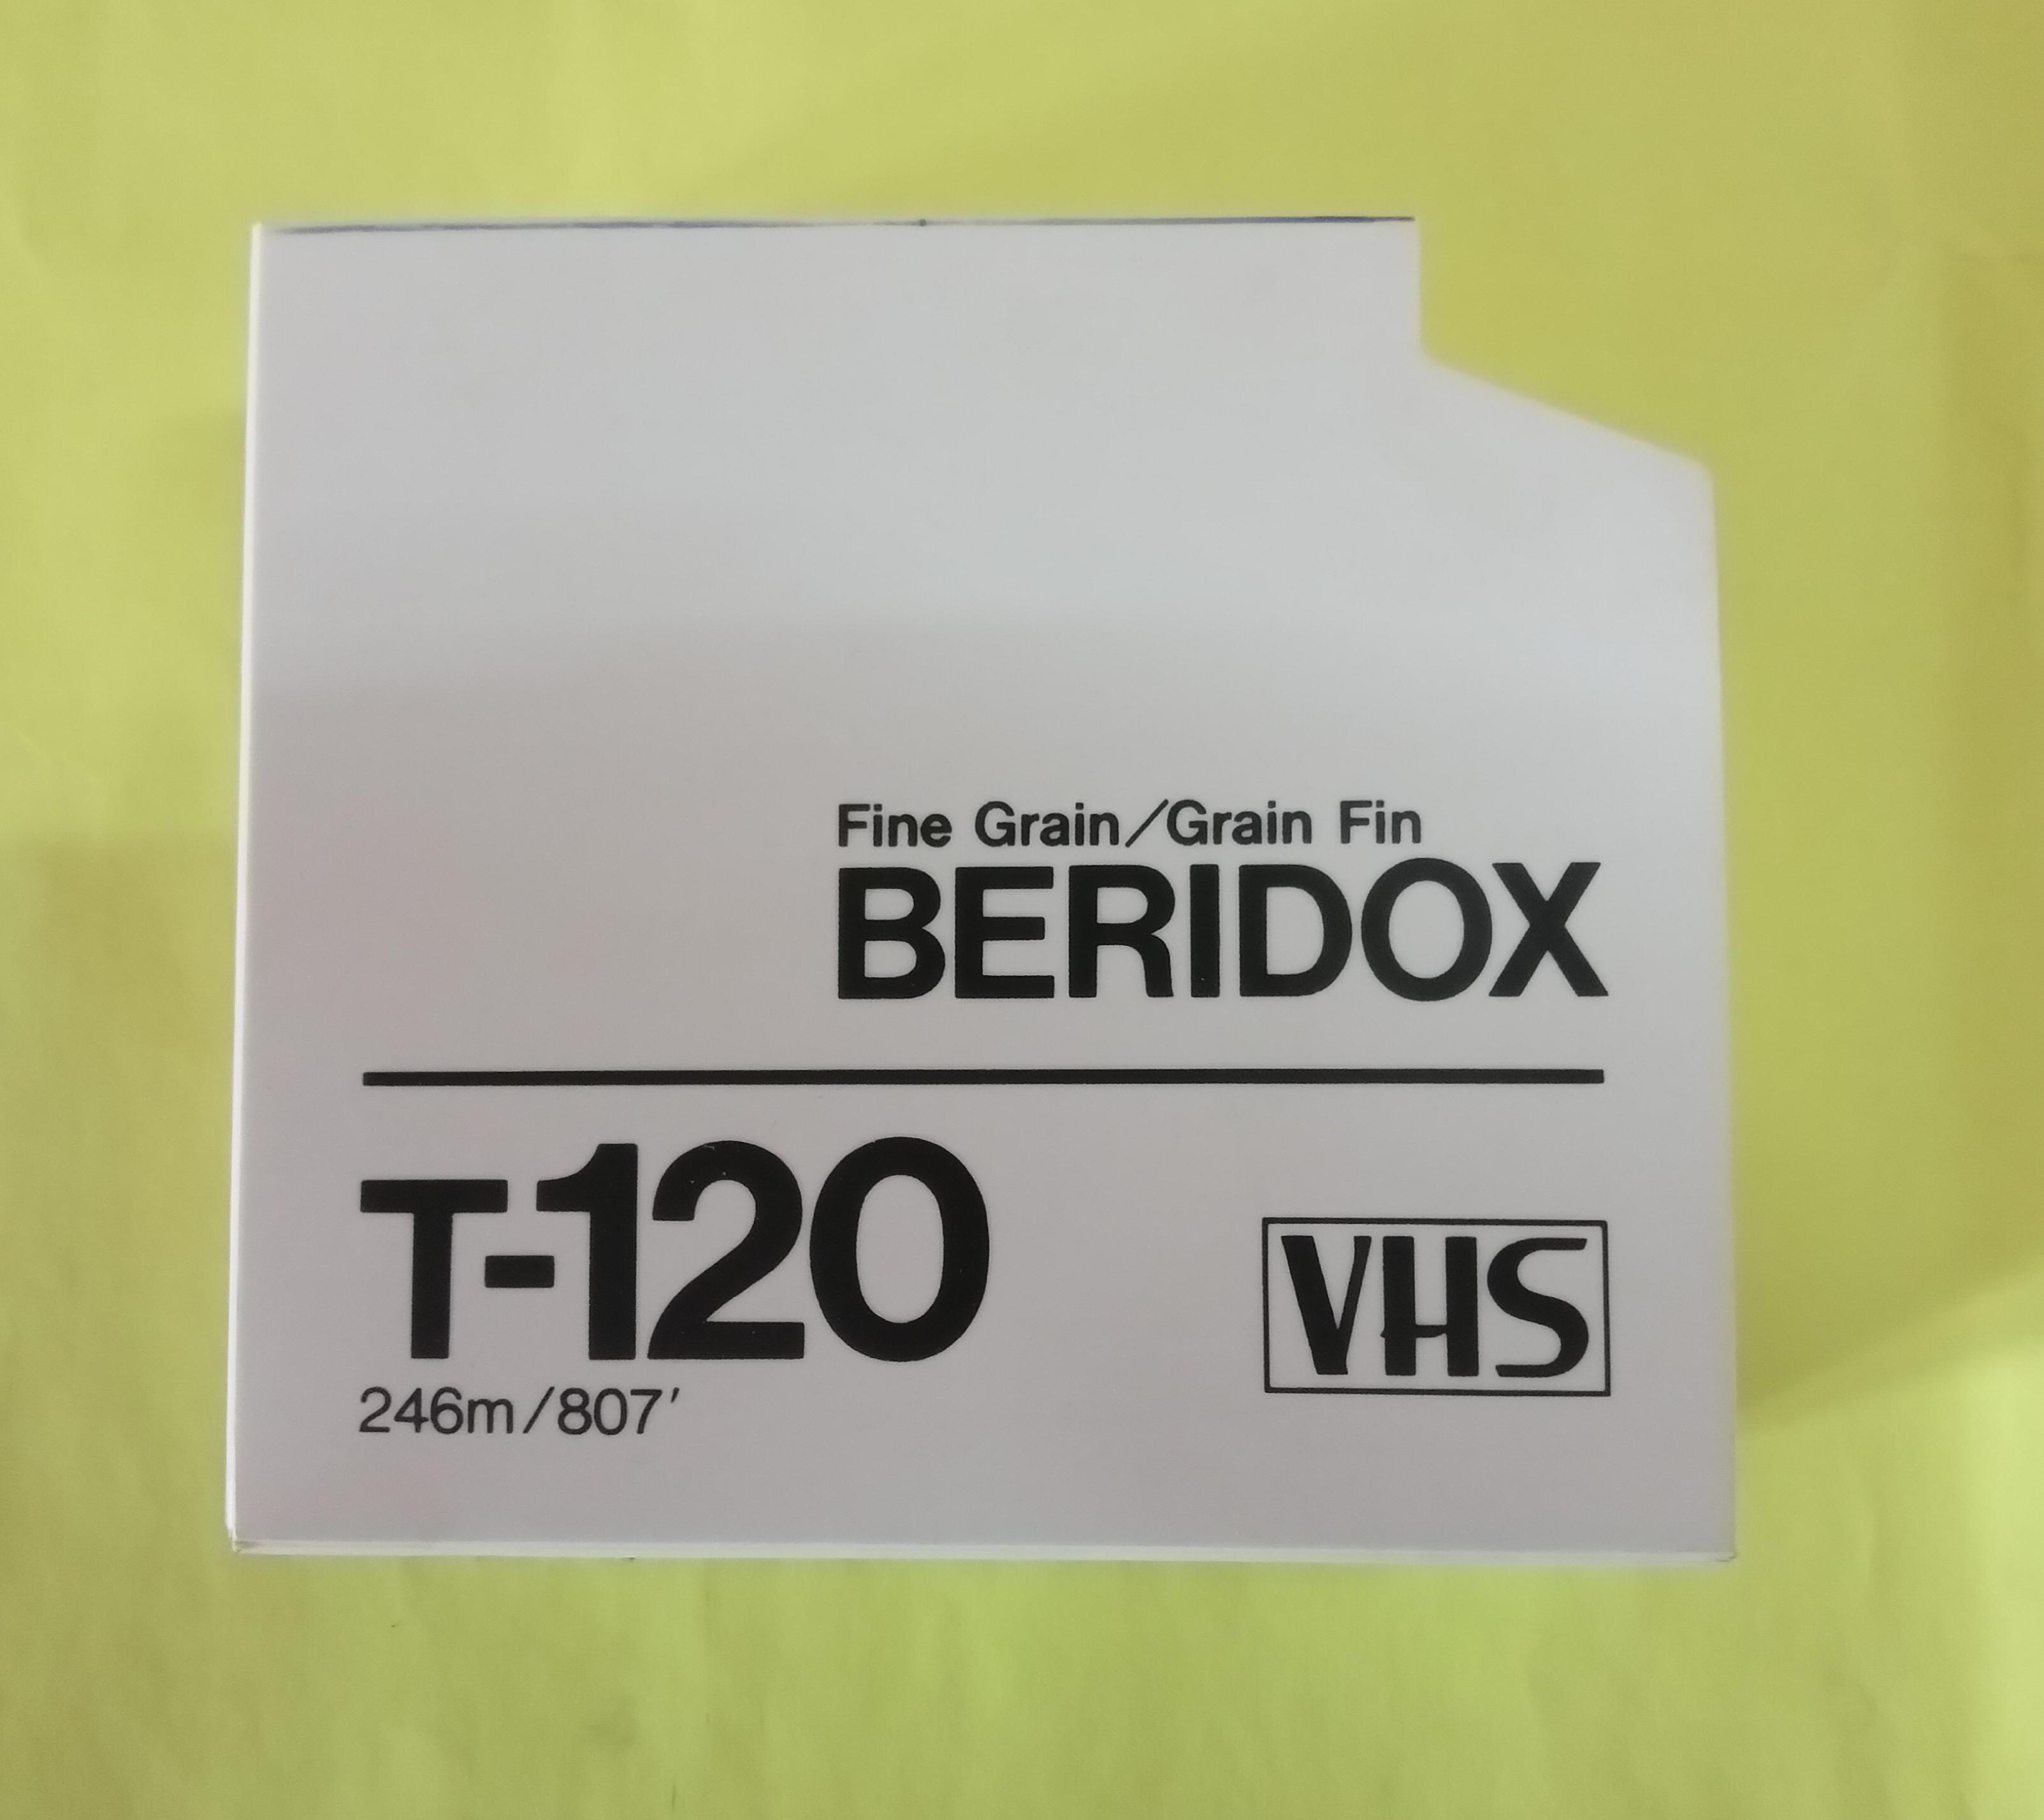 Fine Grain/Grain Fin
BERIDOX
T-120
VHS
246m/807'